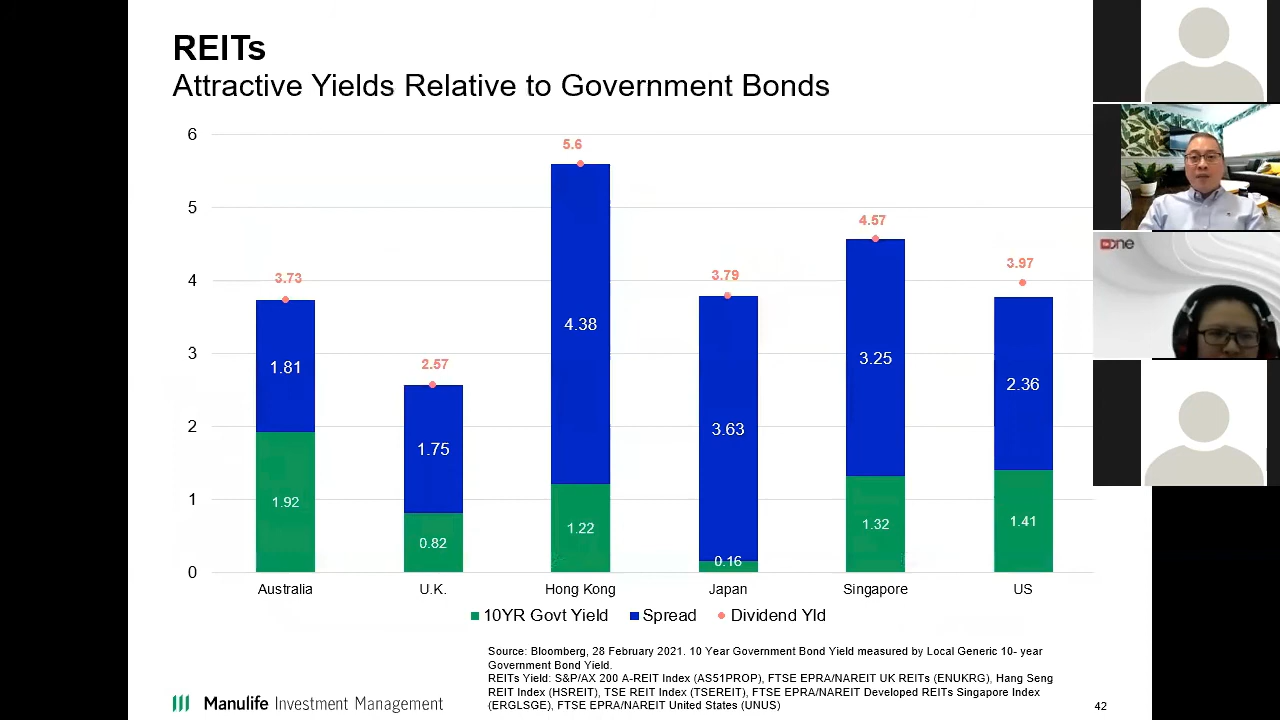 REITs
Attractive Yields Relative to Government Bonds
6
5
4
3
2
1
0
3.73
1.81
1.92
2.57
1.75
0.82
5.6
4.38
1.22
3.79
3.63
0.16
4.57
3.25
1.32
3.97
2.36
1.41
Australia U.K. Hong Kong Japan Singapore US
10YR Govt Yield Spread Dividend Yld
Source: Bloomberg, 28 February 2021. 10 Year Government Bond Yield measured by Local Generic 10- year
Government Bond Yield.
REITs Yield: S&P/AX 200 A-REIT Index (AS51PROP), FTSE EPRA/NAREIT UK REITs (ENUKRG), Hang Seng
REIT Index (HSREIT), TSE REIT Index (TSEREIT), FTSE EPRA/NAREIT Developed REITs Singapore Index
(ERGLSGE), FTSE EPRA/NAREIT United States (UNUS)
Manulife Investment Management
42